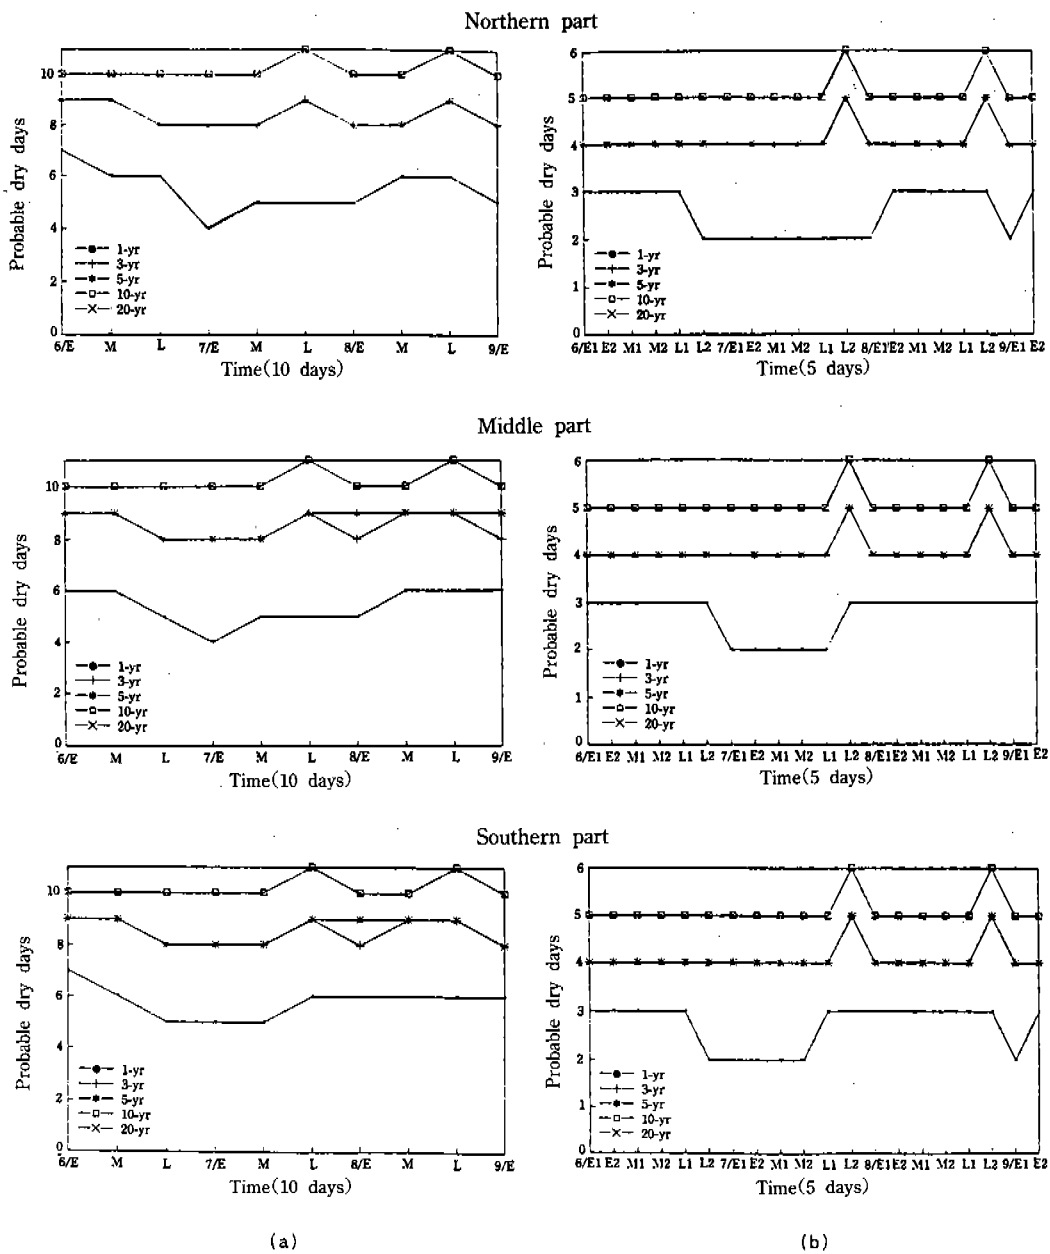 Northern part
Probable dry days
10
8
6
4
2
0
1-yr
3-yr
5-yr
10-yr
20-yr
6/E M L 7/E M L 8/E M L 9/E
Time(10 days)
Probable dry days
6
5
4
3
2
1
0
1-yr
3-yr
5-yr
10-yr
20-yr
6/E1 E2 M1 M2 L1 L2 7/E1 E2 M1 M2 L1 L2 8/E1 E2 M1 M2 L1 L2 9/E1 E2
Time(5 days)
Middle part
Probable dry days
10
8
6
4
2
0
1-yr
3-yr
5-yr
10-yr
20-yr
6/E M L 7/E M L 8/E M L 9/E
Time(10 days)
Probable dry days
6
5
4
3
2
1
0
1-yr
3-yr
5-yr
10-yr
20-yr
6/E1 E2 M1 M2 L1 L2 7/E1 E2 M1 M2 L1 L2 8/E1 E2 M1 M2 L1 L2 9/E1 E2
Time(5 days)
Southern part
Probable dry days
10
8
6
4
2
0
1-yr
3-yr
5-yr
10-yr
20-yr
6/E M L 7/E M L 8/E M L 9/E
Time(10 days)
Probable dry days
6
5
4
3
2
1
0
1-yr
3-yr
5-yr
10-yr
20-yr
6/E1 E2 M1 M2 L1 L2 7/E1 E2 M1 M2 L1 L2 8/E1 E2 M1 M2 L1 L2 9/E1 E2
Time(5 days)
(a)
(b)